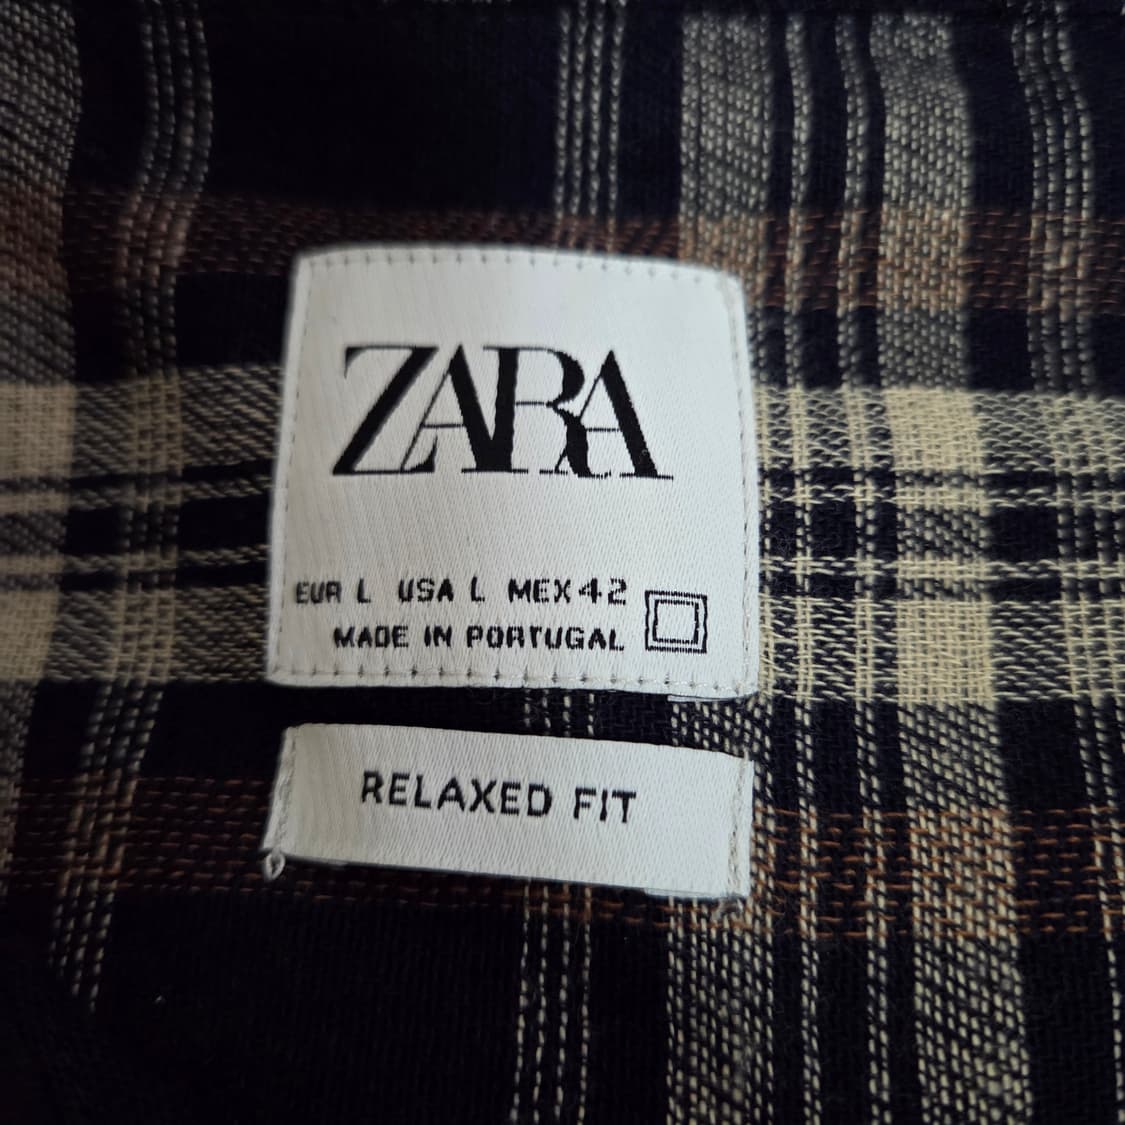 ZARA
EUR L USA L MEX 42
MADE IN PORTUGAL
RELAXED FIT